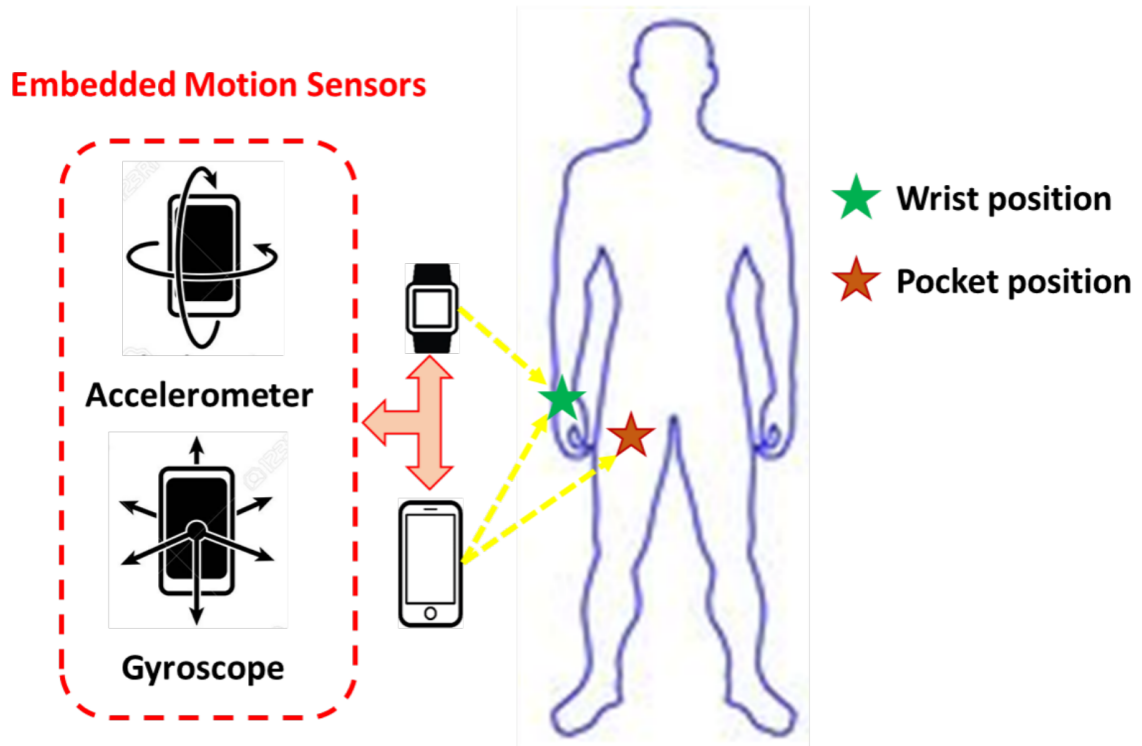 Embedded Motion Sensors
Accelerometer
Gyroscope
Wrist position
Pocket position